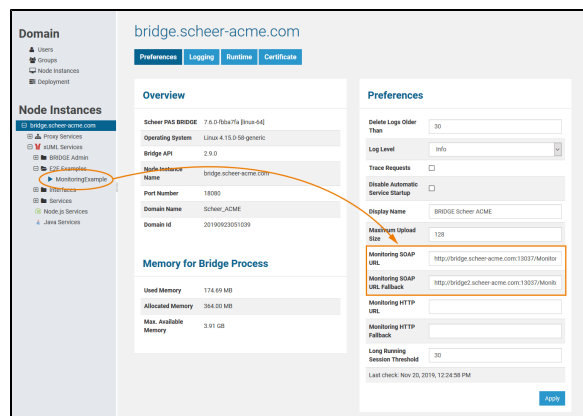 Domain
Users
Groups
Node Instances
Deployment
Node Instances
bridge.scheer-acme.com
Proxy Services
xUML Services
BRIDGE Admin
E2E Examples
MonitoringExample
Interfaces
Services
Node.js Services
Java Services
bridge.scheer-acme.com
Preferences
Logging
Runtime
Certificate
Overview
Scheer PAS BRIDGE 7.6.0-fbba7fa [linux-64]
Operating System Linux 4.15.0-58-generic
Bridge API 2.9.0
Node Instance
Name bridge.scheer-acme.com
Port Number 18080
Domain Name Scheer_ACME
Domain Id 20190923051039
Memory for Bridge Process
Used Memory 174.69 MB
Allocated Memory 364.00 MB
Max. Available
Memory 3.91 GB
Preferences
Delete Logs Older
Than 30
Log Level Info
Trace Requests
Disable Automatic
Service Startup
Display Name BRIDGE Scheer ACME
Maximum Upload
Size 128
Monitoring SOAP
URL http://bridge.scheer-acme.com:13037/Monitor
Monitoring SOAP
URL Fallback http://bridge2.scheer-acme.com:13037/Monito
Monitoring HTTP
URL
Monitoring HTTP
Fallback
Long Running
Session Threshold 30
Last check: Nov 20, 2019, 12:24:58 PM
Apply